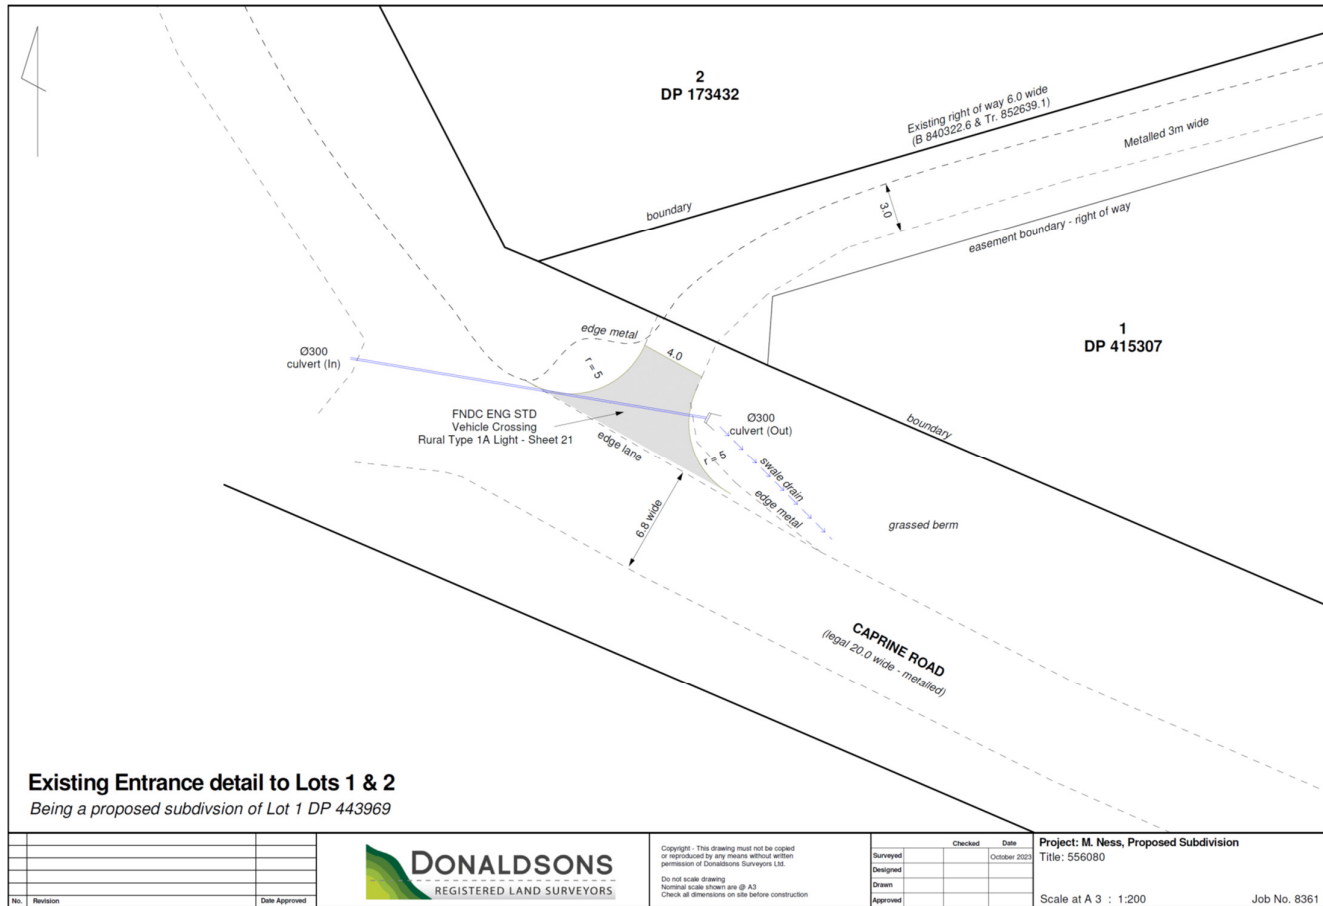 2
DP 173432
Existing right of way 6.0 wide
(B 840322.6 & Tr. 852639.1)
Metalled 3m wide
boundary
3.0
easement boundary - right of way
1
DP 415307
edge metal
4.0
r = 5
Ø300
culvert (In)
FNDC ENG STD
Vehicle Crossing
Rural Type 1A Light - Sheet 21
edge lane
Ø300
culvert (Out)
boundary
r = 5
swale drain
edge metal
grassed berm
6.8 wide
CAPRINE ROAD
(legal 20.0 wide - metalled)
Existing Entrance detail to Lots 1 & 2
Being a proposed subdivsion of Lot 1 DP 443969
No. Revision Date Approved
DONALDSONS
REGISTERED LAND SURVEYORS
Copyright - This drawing must not be copied
or reproduced by any means without written
permission of Donaldsons Surveyors Ltd.
Do not scale drawing
Nominal scale shown are @ A3
Check all dimensions on site before construction
Checked Date
Surveyed October 2023
Designed
Drawn
Approved
Project: M. Ness, Proposed Subdivision
Title: 556080
Scale at A 3 : 1:200 Job No. 8361